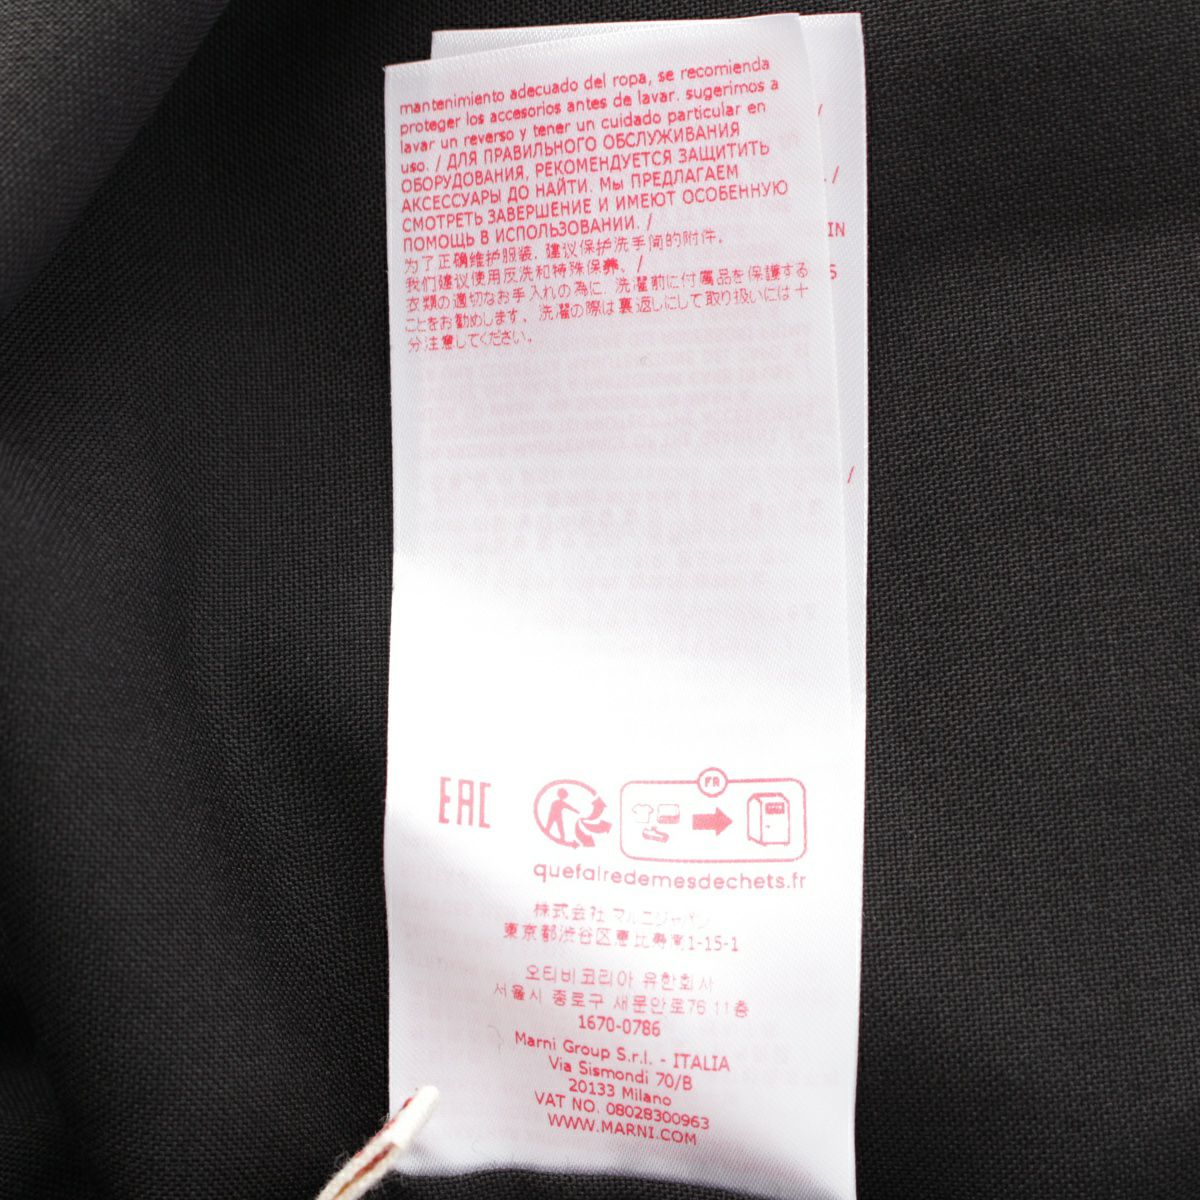 mantenimiento adecuado del ropa, se recomienda
proteger los accesorios antes de lavar. sugerimos a
lavar un reverso y tener un cuidado particular en
uso. / ДЛЯ ПРАВИЛЬНОГО ОБСЛУЖИВАНИЯ
ОБОРУДОВАНИЯ, РЕКОМЕНДУЕТСЯ ЗАЩИТИТЬ
АКСЕССУАРЫ ДО НАЙТИ. Мы ПРЕДЛАГАЕМ
СМОТРЕТЬ ЗАВЕРШЕНИЕ И ИМЕЮТ ОСОБЕННУЮ
ПОМОЩЬ В ИСПОЛЬЗОВАНИИ. /
为了正确维护服装, 建议保护洗手间的附件。
我们建议使用反洗和特殊保养。/
衣類の適切なお手入れの為に、洗濯前に付属品を保護する
ことをお勧めします。洗濯の際は裏返しにして取り扱いには十
分注意してください。
IN
S
EAC
FR
quefairedemesdechets.fr
株式会社 マルニジャパン
東京都渋谷区恵比寿南1-15-1
오티비코리아 유한회사
서울시 종로구 새문안로76 11층
1670-0786
Marni Group S.r.l. - ITALIA
Via Sismondi 70/B
20133 Milano
VAT NO. 08028300963
WWW.MARNI.COM